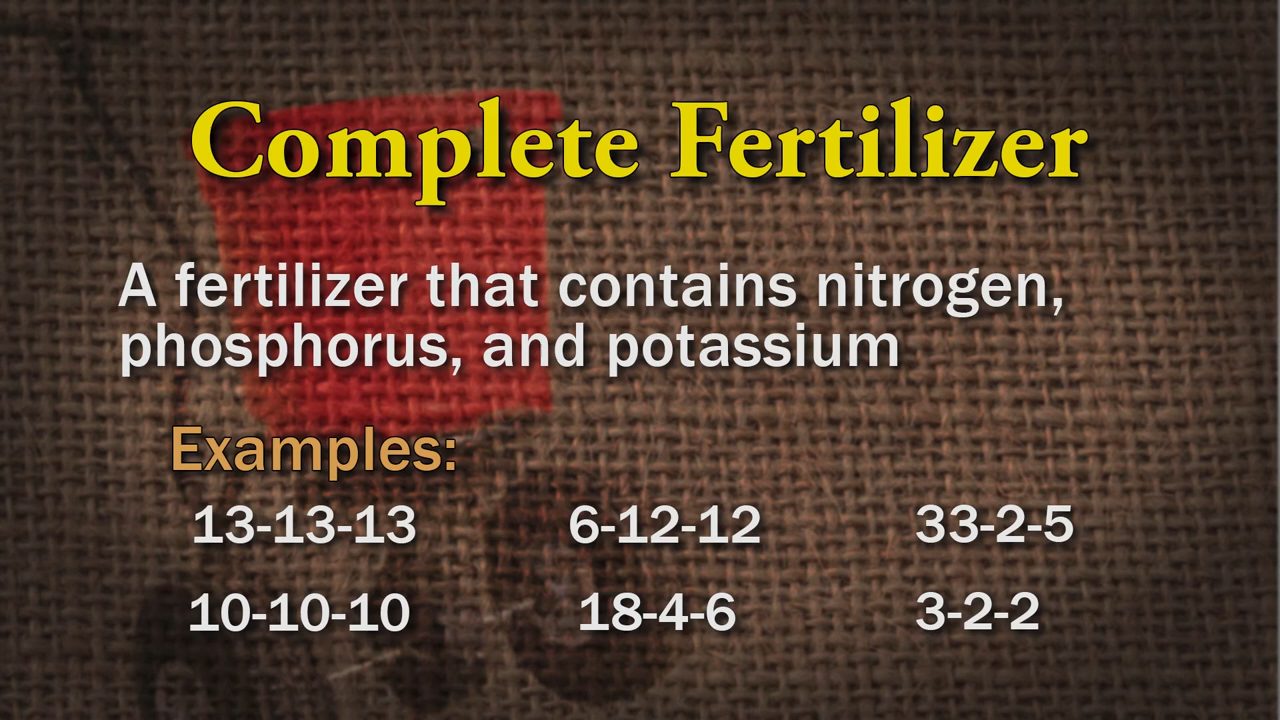 Complete Fertilizer
A fertilizer that contains nitrogen,
phosphorus, and potassium
Examples:
13-13-13 6-12-12 33-2-5
10-10-10 18-4-6 3-2-2